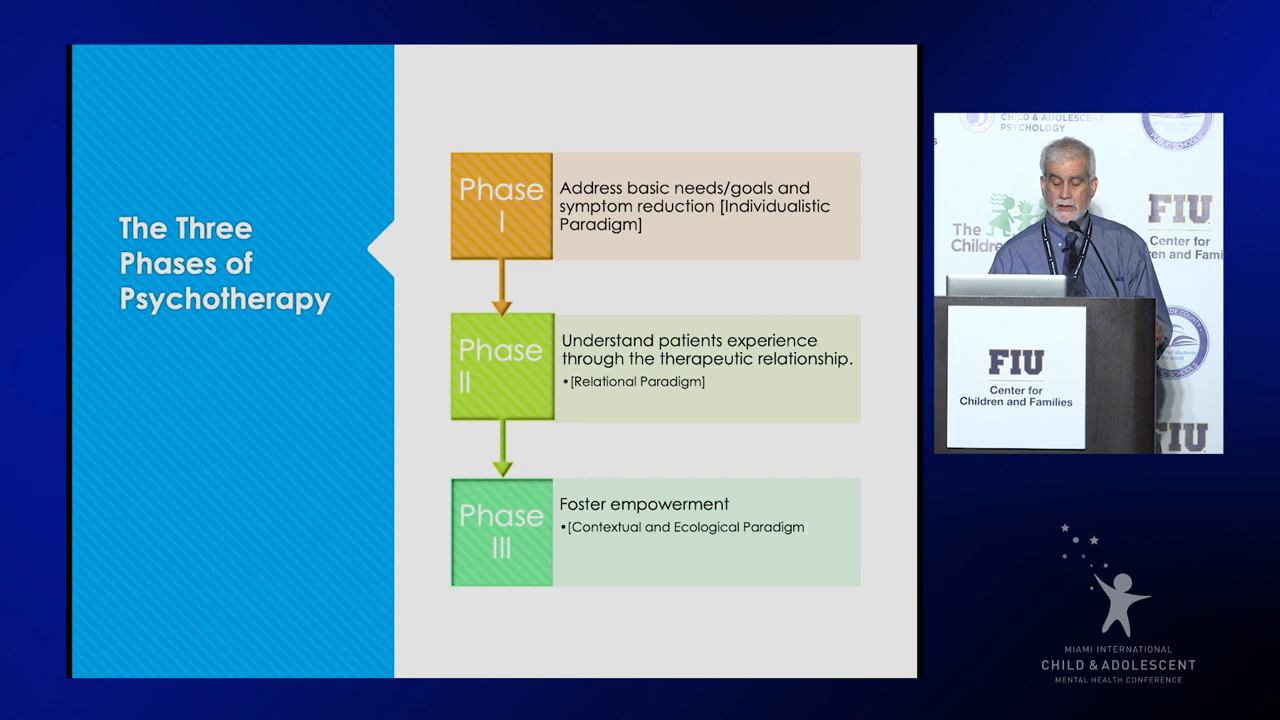 The Three
Phases of
Psychotherapy
Phase
I
Address basic needs/goals and
symptom reduction [Individualistic
Paradigm]
Phase
II
Understand patients experience
through the therapeutic relationship.
•[Relational Paradigm]
Phase
III
Foster empowerment
•[Contextual and Ecological Paradigm
CHILD & ADOLESCENT
PSYCHOLOGY
PUBLIC SCHOOLS
The
Childre
FIU
Center for
en and Fami
FIU
Center for
Children and Families
FIU
MIAMI INTERNATIONAL
CHILD & ADOLESCENT
MENTAL HEALTH CONFERENCE